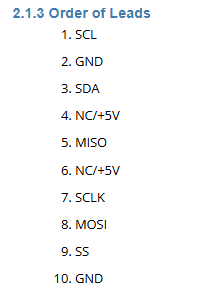 2.1.3 Order of Leads
1. SCL
2. GND
3. SDA
4. NC/+5V
5. MISO
6. NC/+5V
7. SCLK
8. MOSI
9. SS
10. GND